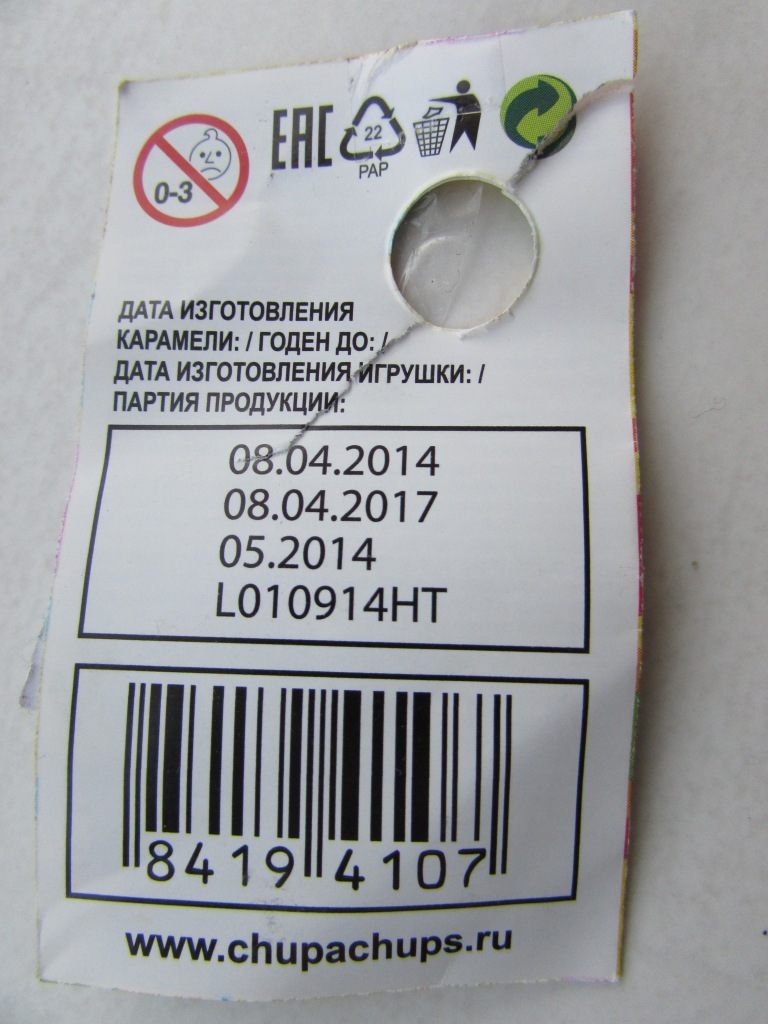 0-3
EAC
22
PAP
ДАТА ИЗГОТОВЛЕНИЯ
КАРАМЕЛИ: / ГОДЕН ДО: /
ДАТА ИЗГОТОВЛЕНИЯ ИГРУШКИ: /
ПАРТИЯ ПРОДУКЦИИ:
08.04.2014
08.04.2017
05.2014
L010914HT
8419 4107
www.chupachups.ru